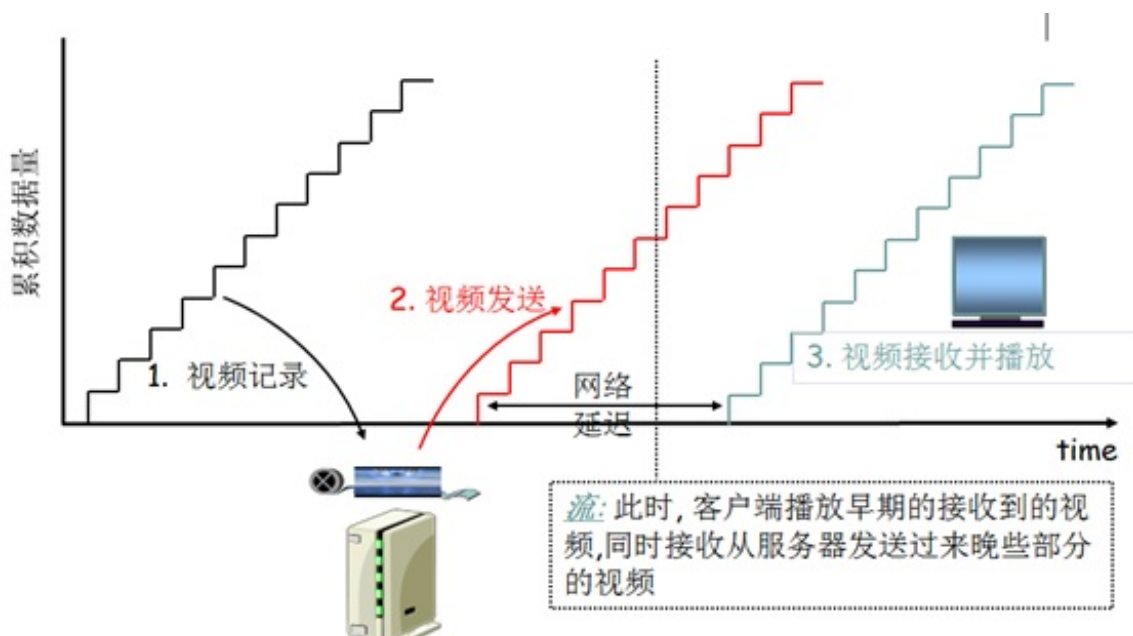 累积数据量
1. 视频记录
2. 视频发送
网络
延迟
3. 视频接收并播放
time
流: 此时, 客户端播放早期的接收到的视
频,同时接收从服务器发送过来晚些部分
的视频